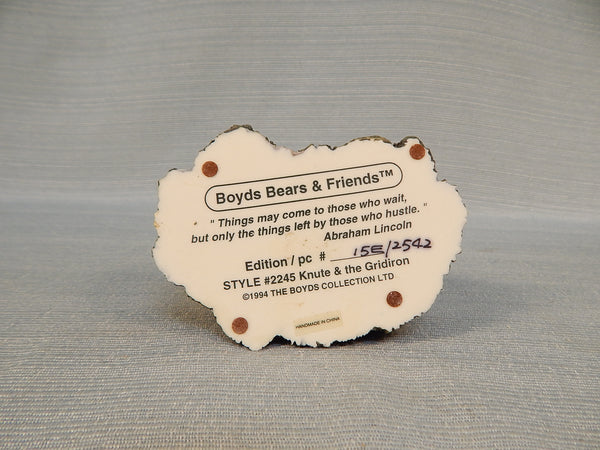 Boyds Bears & Friends™
" " Things may come to those who wait,
but only the things left by those who hustle. "
Abraham Lincoln
Edition / pc # 15E/2542
STYLE #2245 Knute & the Gridiron
©1994 THE BOYDS COLLECTION LTD
HANDMADE IN CHINA